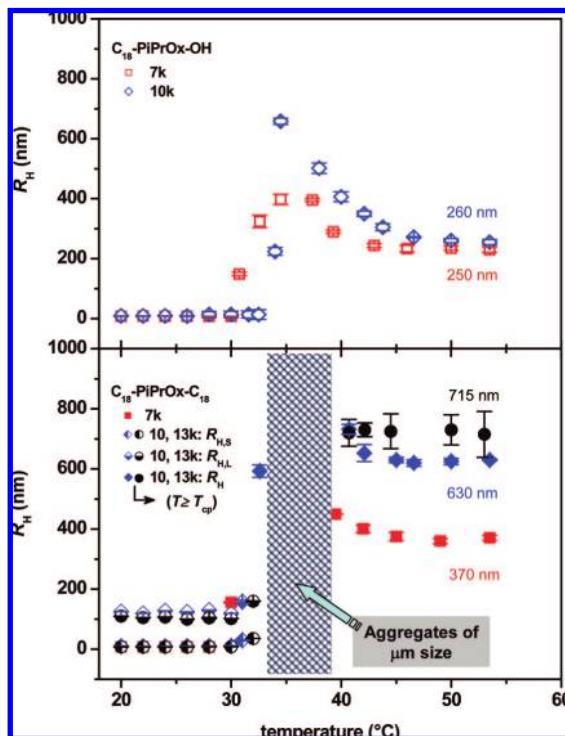 1000
C18-PiPrOx-OH
7k
800
10k
600
RH (nm)
400
260 nm
200
250 nm
0
1000
C18-PiPrOx-C18
715 nm
7k
800
10, 13k: RH,S
10, 13k: RH,L
10, 13k: RH
600
(T≥ Tcp)
630 nm
RH (nm)
400
370 nm
200
Aggregates of
μm size
0
20 30 40 50 60
temperature (°C)